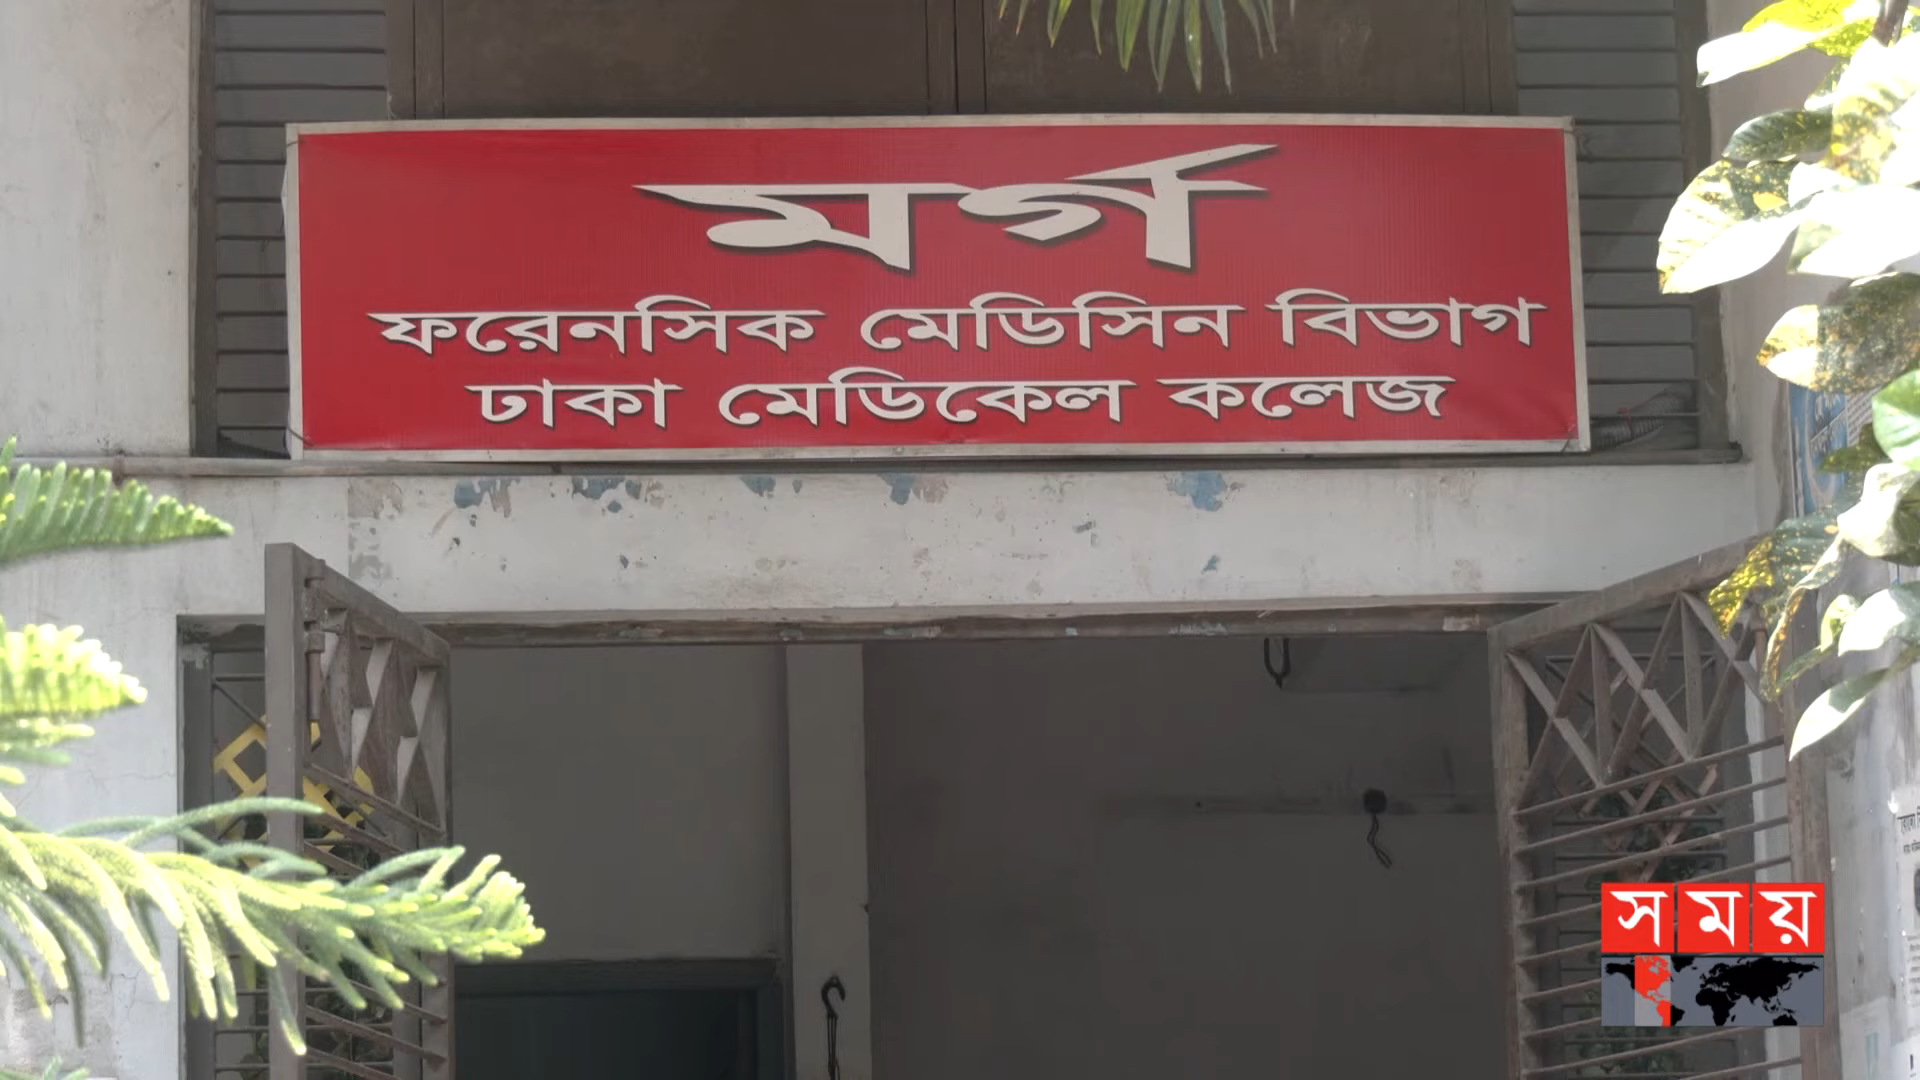 মর্গ
ফরেনসিক মেডিসিন বিভাগ
ঢাকা মেডিকেল কলেজ
সময়